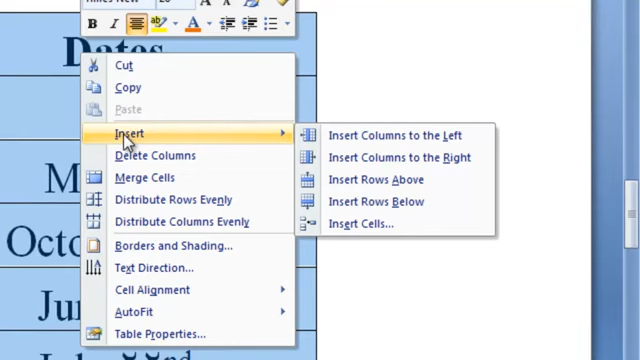 Times New
20
B I
Dates
Cut
Copy
Paste
Insert
Insert Columns to the Left
Delete Columns
Insert Columns to the Right
Merge Cells
Insert Rows Above
Distribute Rows Evenly
Insert Rows Below
Distribute Columns Evenly
Insert Cells...
Borders and Shading...
Text Direction...
Cell Alignment
AutoFit
Table Properties...